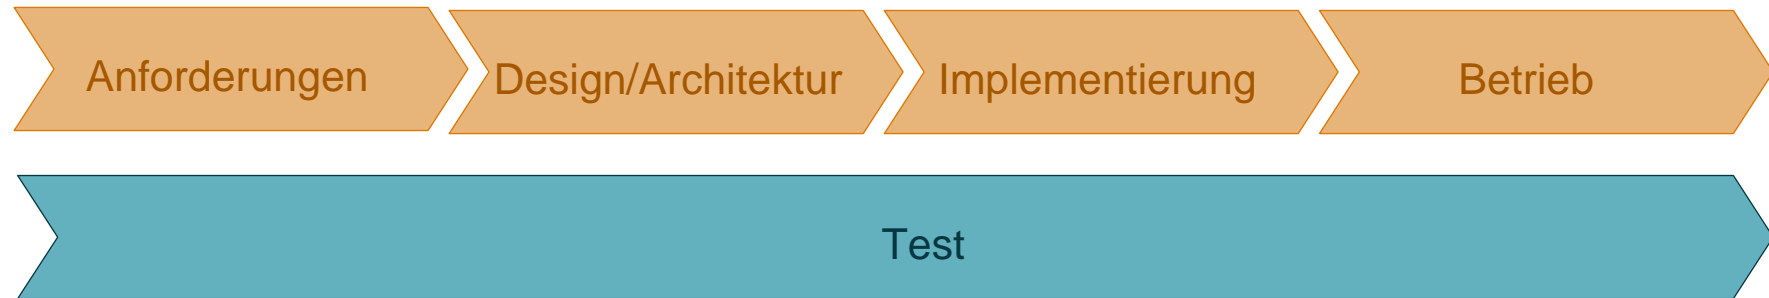 Anforderungen
Design/Architektur
Implementierung
Betrieb
Test